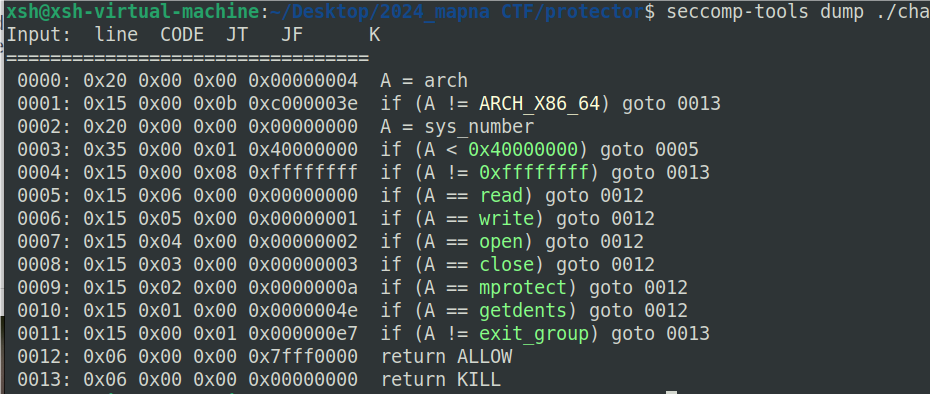 xsh@xsh-virtual-machine:~/Desktop/2024_mapna CTF/protector$ seccomp-tools dump ./cha
Input:  line  CODE  JT   JF      K
=================================
 0000: 0x20 0x00 0x00 0x00000004  A = arch
 0001: 0x15 0x00 0x0b 0xc000003e  if (A != ARCH_X86_64) goto 0013
 0002: 0x20 0x00 0x00 0x00000000  A = sys_number
 0003: 0x35 0x00 0x01 0x40000000  if (A < 0x40000000) goto 0005
 0004: 0x15 0x00 0x08 0xffffffff  if (A != 0xffffffff) goto 0013
 0005: 0x15 0x06 0x00 0x00000000  if (A == read) goto 0012
 0006: 0x15 0x05 0x00 0x00000001  if (A == write) goto 0012
 0007: 0x15 0x04 0x00 0x00000002  if (A == open) goto 0012
 0008: 0x15 0x03 0x00 0x00000003  if (A == close) goto 0012
 0009: 0x15 0x02 0x00 0x0000000a  if (A == mprotect) goto 0012
 0010: 0x15 0x01 0x00 0x0000004e  if (A == getdents) goto 0012
 0011: 0x15 0x00 0x01 0x000000e7  if (A != exit_group) goto 0013
 0012: 0x06 0x00 0x00 0x7fff0000  return ALLOW
 0013: 0x06 0x00 0x00 0x00000000  return KILL